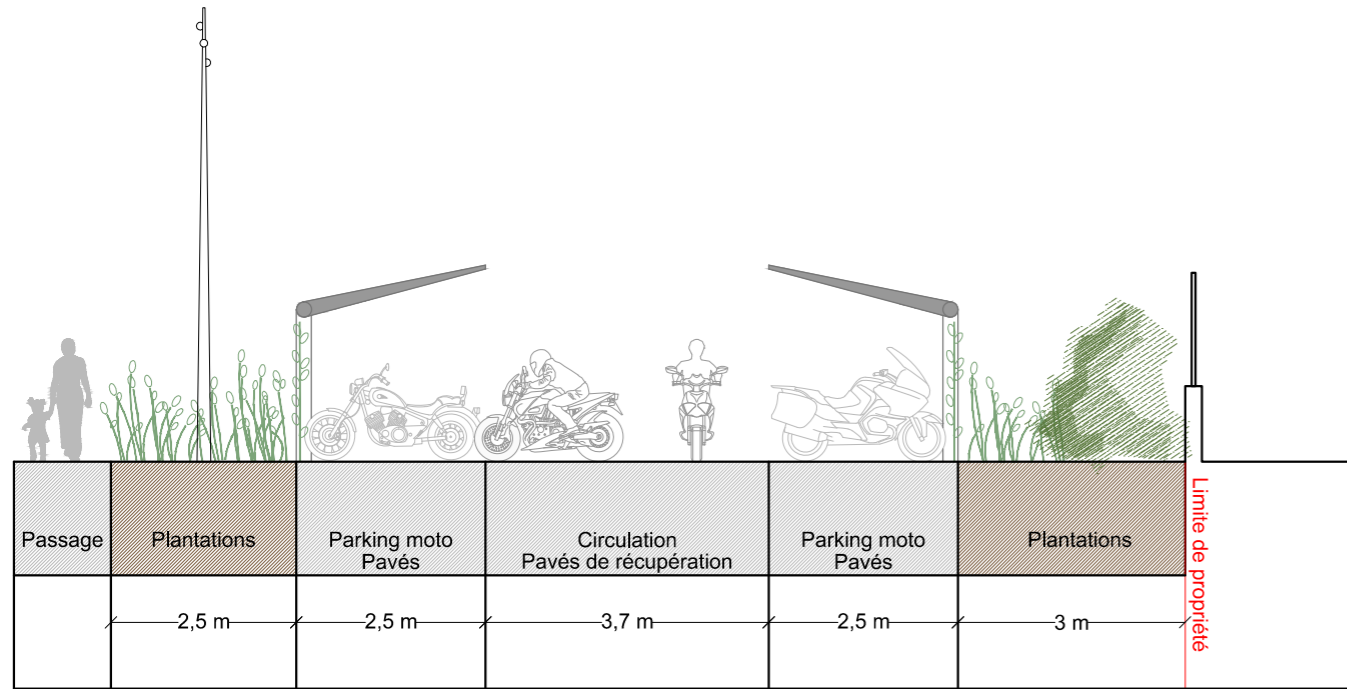 Passage
Plantations
Parking moto
Pavés
Circulation
Pavés de récupération
Parking moto
Pavés
Plantations
Limite de propriété
2,5 m
2,5 m
3,7 m
2,5 m
3 m